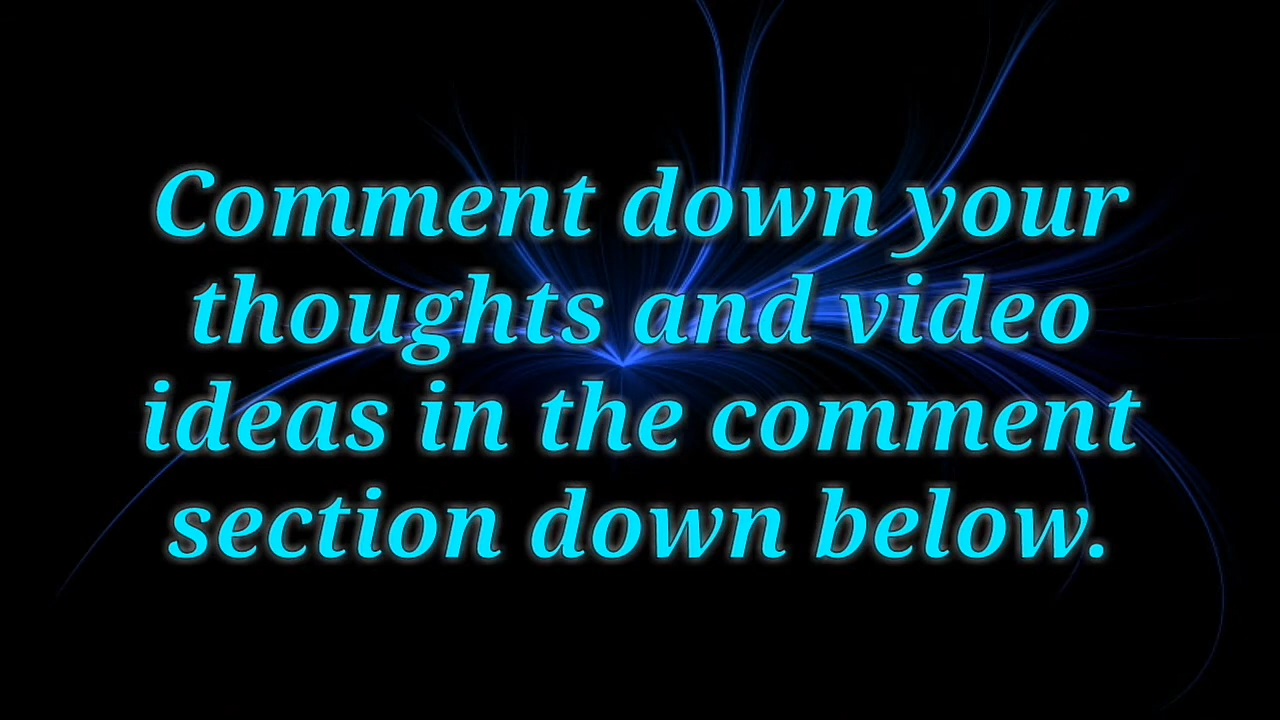 Comment down your
thoughts and video
ideas in the comment
section down below.